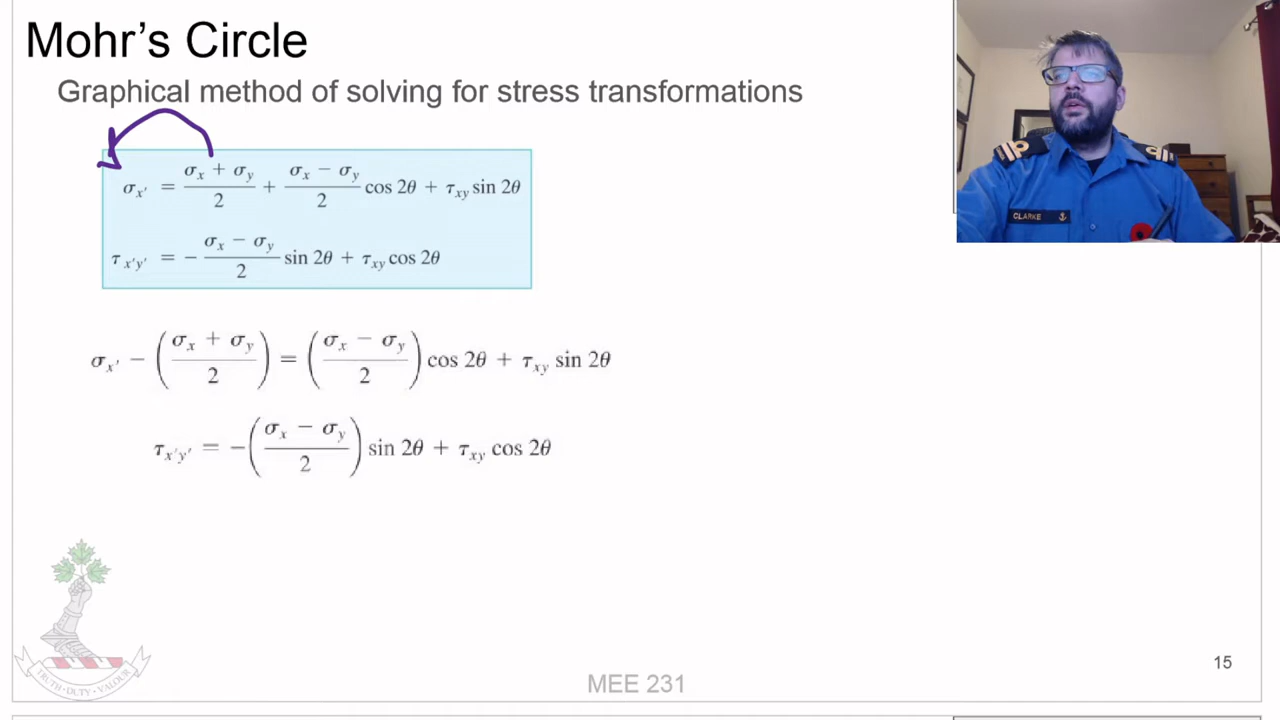 Mohr's Circle
Graphical method of solving for stress transformations
σx′ = (σx + σy)/2 + (σx − σy)/2 cos 2θ + τxy sin 2θ
τx′y′ = − (σx − σy)/2 sin 2θ + τxy cos 2θ
σx′ − ((σx + σy)/2) = ((σx − σy)/2) cos 2θ + τxy sin 2θ
τx′y′ = −((σx − σy)/2) sin 2θ + τxy cos 2θ
CLARKE
TRUTH · DUTY · VALOUR
MEE 231
15